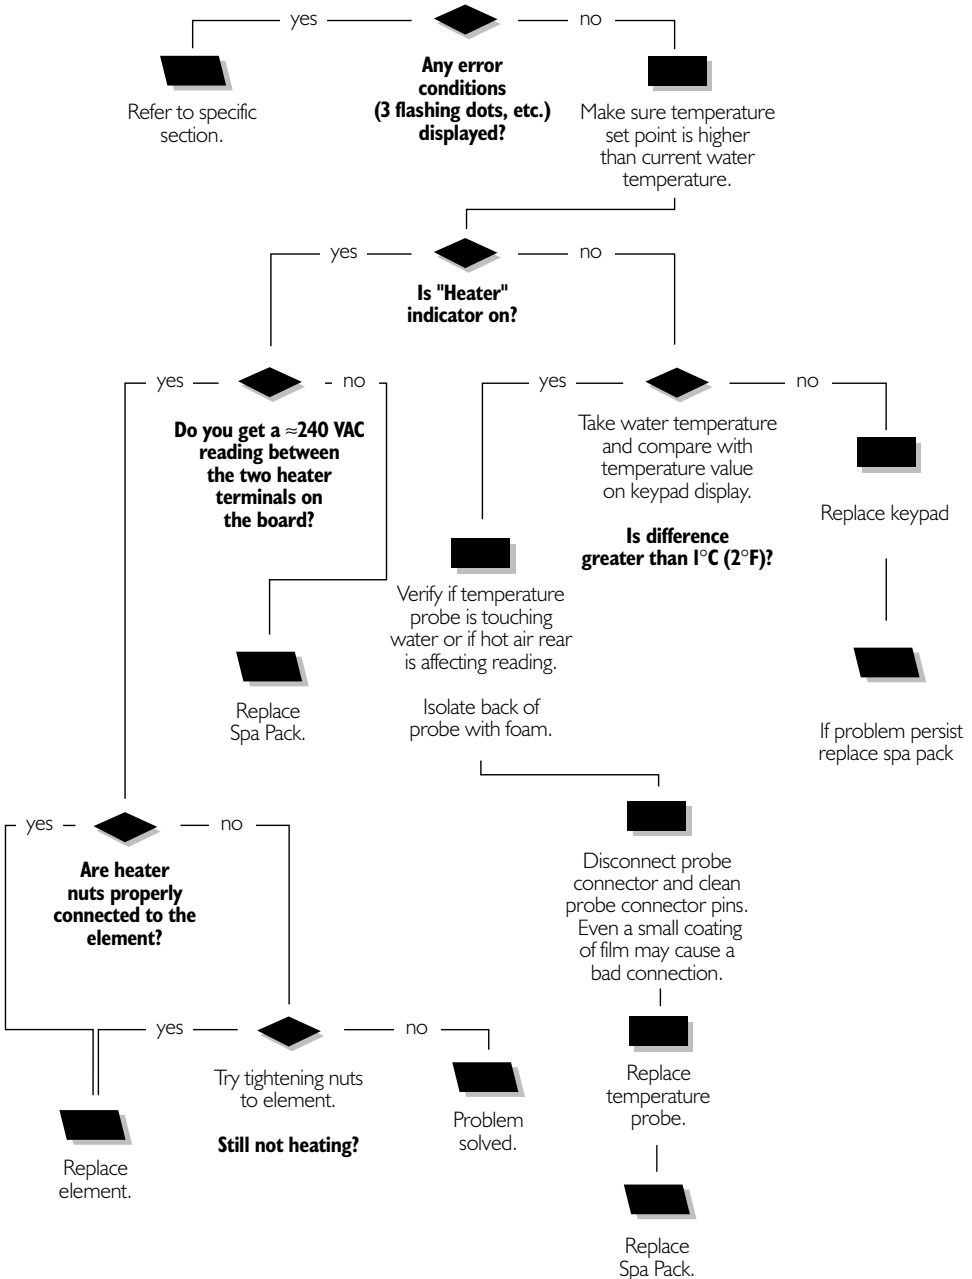 yes
no
Any error
conditions
(3 flashing dots, etc.)
displayed?
Refer to specific
section.
Make sure temperature
set point is higher
than current water
temperature.
yes
no
Is "Heater"
indicator on?
yes
no
Do you get a ≈240 VAC
reading between
the two heater
terminals on
the board?
yes
no
Take water temperature
and compare with
temperature value
on keypad display.
Is difference
greater than 1°C (2°F)?
Replace keypad
Verify if temperature
probe is touching
water or if hot air rear
is affecting reading.
Isolate back of
probe with foam.
Replace
Spa Pack.
If problem persist
replace spa pack
yes
no
Are heater
nuts properly
connected to the
element?
Disconnect probe
connector and clean
probe connector pins.
Even a small coating
of film may cause a
bad connection.
yes
no
Try tightening nuts
to element.
Still not heating?
Problem
solved.
Replace
temperature
probe.
Replace
element.
Replace
Spa Pack.